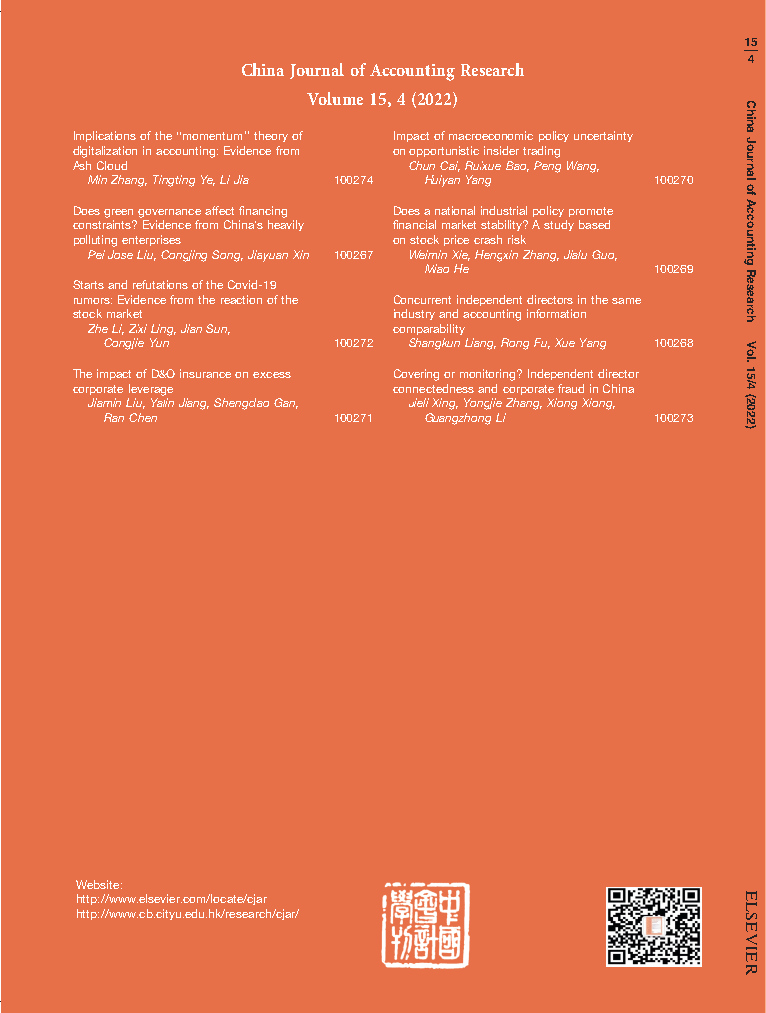 China Journal of Accounting Research
Volume 15, 4 (2022)
Implications of the “momentum” theory of
digitalization in accounting: Evidence from
Ash Cloud
Min Zhang, Tingting Ye, Li Jia 100274
Does green governance affect financing
constraints? Evidence from China's heavily
polluting enterprises
Pei Jose Liu, Congjing Song, Jiayuan Xin 100267
Starts and refutations of the Covid-19
rumors: Evidence from the reaction of the
stock market
Zhe Li, Zixi Ling, Jian Sun,
Congjie Yun 100272
The impact of D&O insurance on excess
corporate leverage
Jiamin Liu, Yalin Jiang, Shengdao Gan,
Ran Chen 100271
Impact of macroeconomic policy uncertainty
on opportunistic insider trading
Chun Cai, Ruixue Bao, Peng Wang,
Huiyan Yang 100270
Does a national industrial policy promote
financial market stability? A study based
on stock price crash risk
Weimin Xie, Hengxin Zhang, Jialu Guo,
Miao He 100269
Concurrent independent directors in the same
industry and accounting information
comparability
Shangkun Liang, Rong Fu, Xue Yang 100268
Covering or monitoring? Independent director
connectedness and corporate fraud in China
Jieli Xing, Yongjie Zhang, Xiong Xiong,
Guangzhong Li 100273
Website:
http://www.elsevier.com/locate/cjar
http://www.cb.cityu.edu.hk/research/cjar/
中國
會計
學刊
15
4
China Journal of Accounting Research Vol. 15/4 (2022)
ELSEVIER